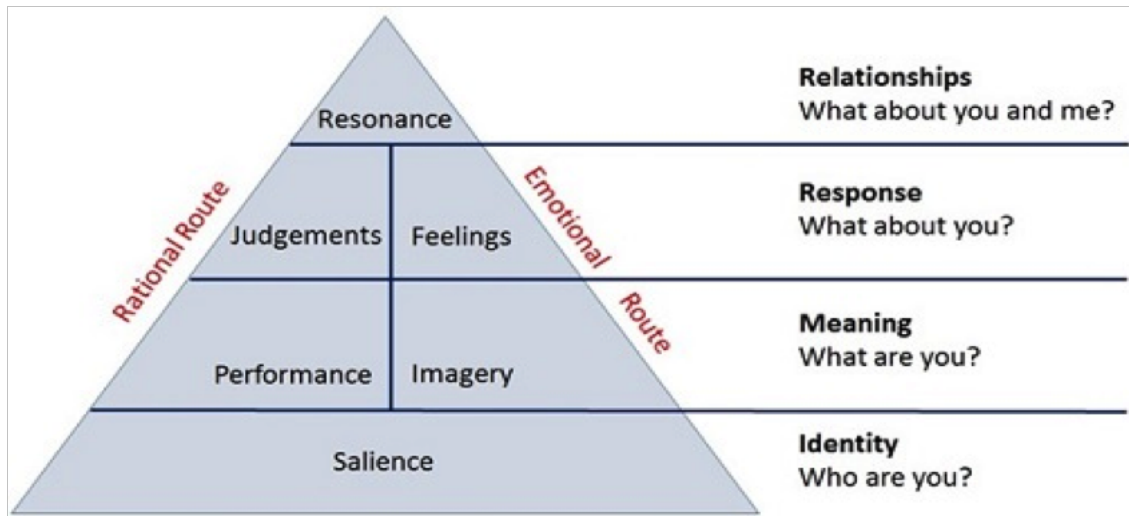 Resonance
Relationships
What about you and me?
Rational Route
Emotional Route
Judgements
Feelings
Response
What about you?
Performance
Imagery
Meaning
What are you?
Salience
Identity
Who are you?